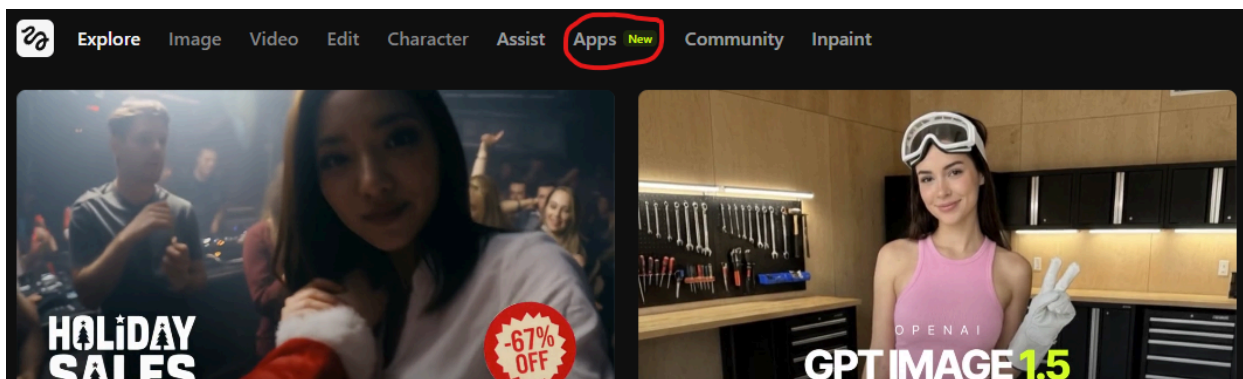 Explore Image Video Edit Character Assist Apps New Community Inpaint
HOLiDAY
SALES
-67%
OFF
OPENAI
GPT IMAGE 1.5